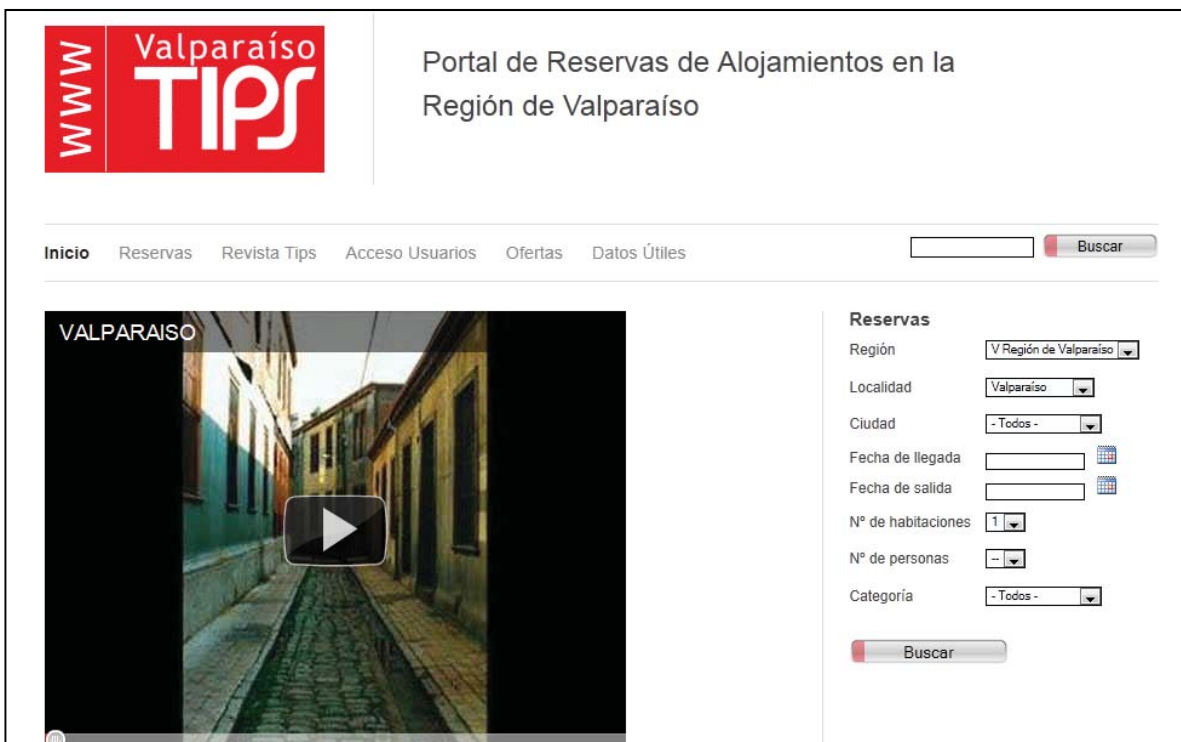 WWW
Valparaíso
TIPS
Portal de Reservas de Alojamientos en la
Región de Valparaíso
Inicio Reservas Revista Tips Acceso Usuarios Ofertas Datos Útiles
Buscar
VALPARAISO
Reservas
Región V Región de Valparaíso
Localidad Valparaíso
Ciudad - Todos -
Fecha de llegada
Fecha de salida
Nº de habitaciones 1
Nº de personas --
Categoría - Todos -
Buscar